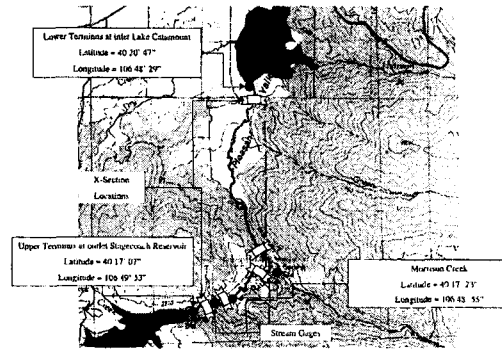 Lower Terminus at inlet Lake Catamount
Latitude = 40 20' 47"
Longitude = 106 48' 29"
Pleasant
X-Section
Locations
Upper Terminus at outlet Stagecoach Reservoir
Latitude = 40 17' 07"
Longitude = 106 49' 53"
Morrison Creek
Latitude = 40 17' 23"
Longitude = 106 48' 55"
Stream Gages